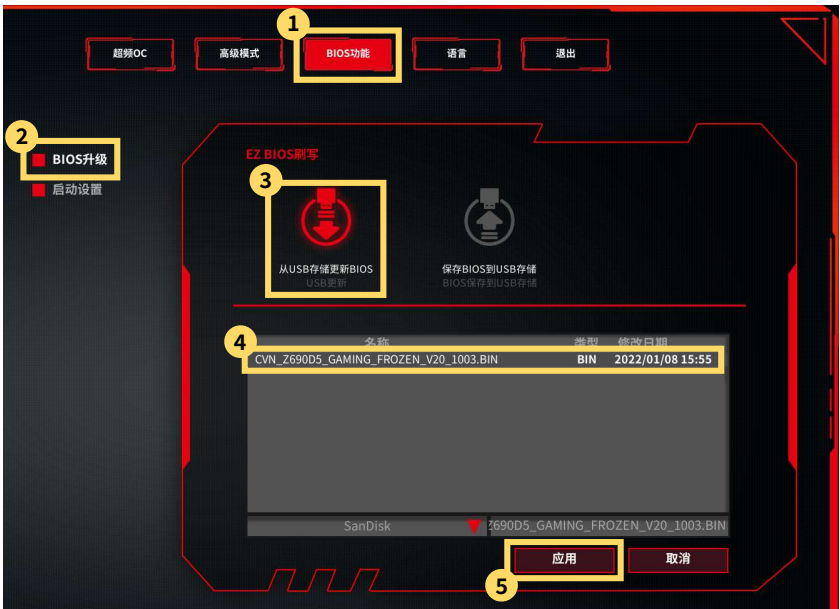 1
超频OC 高级模式 BIOS功能 语言 退出
2
BIOS升级
启动设置
EZ BIOS刷写
3
从USB存储更新BIOS 保存BIOS到USB存储
USB更新 BIOS保存到USB存储
4
名称 类型 修改日期
CVN_Z690D5_GAMING_FROZEN_V20_1003.BIN BIN 2022/01/08 15:55
SanDisk Z690D5_GAMING_FROZEN_V20_1003.BIN
应用 取消
5